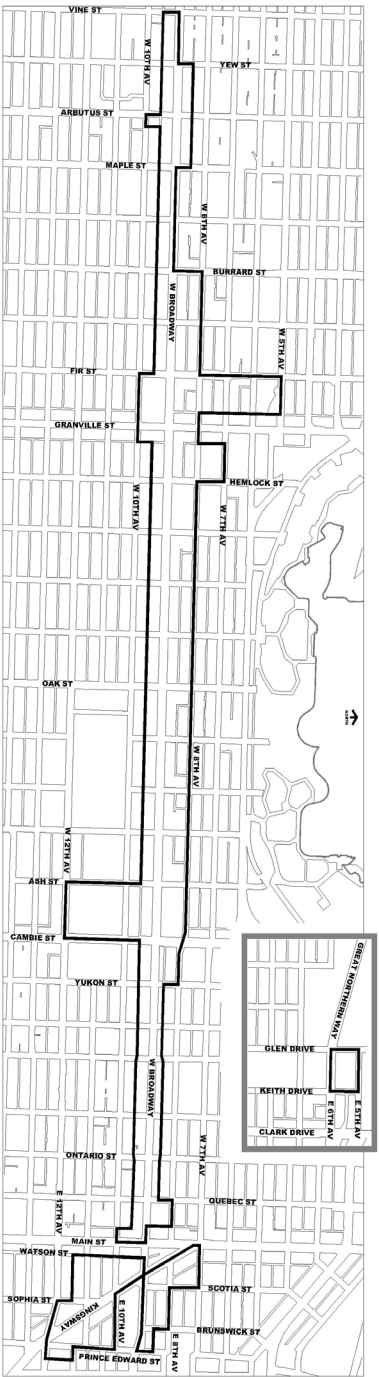 VINE ST
W 10TH AV
YEW ST
ARBUTUS ST
MAPLE ST
W 8TH AV
BURRARD ST
W BROADWAY
W 5TH AV
FIR ST
GRANVILLE ST
HEMLOCK ST
W 10TH AV
W 7TH AV
OAK ST
NORTH
W 8TH AV
W 12TH AV
ASH ST
CAMBIE ST
YUKON ST
GREAT NORTHERN WAY
GLEN DRIVE
KEITH DRIVE
E 5TH AV
E 6TH AV
CLARK DRIVE
W BROADWAY
ONTARIO ST
W 7TH AV
E 12TH AV
QUEBEC ST
MAIN ST
WATSON ST
SCOTIA ST
SOPHIA ST
KINGSWAY
E 10TH AV
E 8TH AV
BRUNSWICK ST
PRINCE EDWARD ST